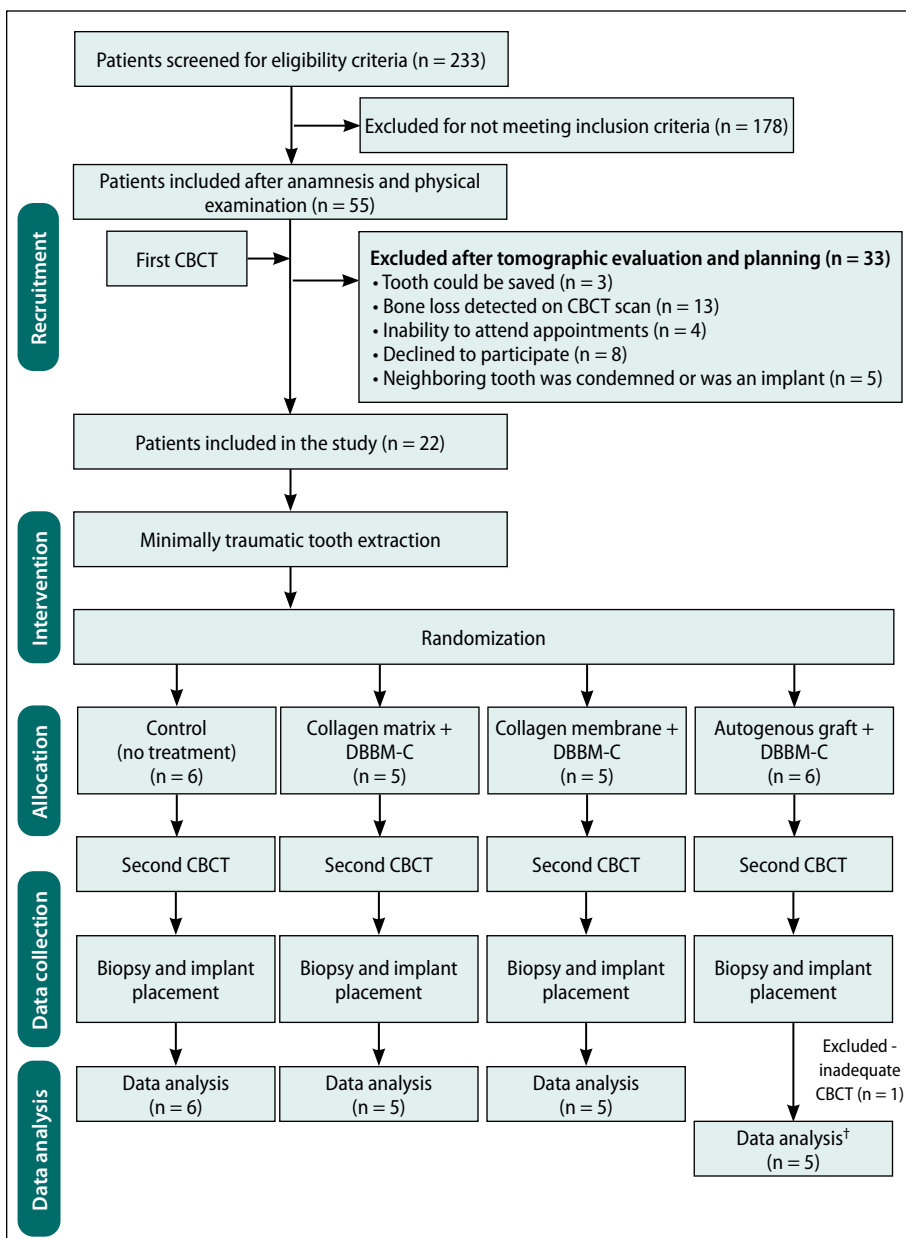 Patients screened for eligibility criteria (n = 233)
Excluded for not meeting inclusion criteria (n = 178)
Patients included after anamnesis and physical
examination (n = 55)
Recruitment
First CBCT
Excluded after tomographic evaluation and planning (n = 33)
• Tooth could be saved (n = 3)
• Bone loss detected on CBCT scan (n = 13)
• Inability to attend appointments (n = 4)
• Declined to participate (n = 8)
• Neighboring tooth was condemned or was an implant (n = 5)
Patients included in the study (n = 22)
Intervention
Minimally traumatic tooth extraction
Randomization
Allocation
Control
(no treatment)
(n = 6)
Collagen matrix +
DBBM-C
(n = 5)
Collagen membrane +
DBBM-C
(n = 5)
Autogenous graft +
DBBM-C
(n = 6)
Second CBCT
Second CBCT
Second CBCT
Second CBCT
Data collection
Biopsy and implant
placement
Biopsy and implant
placement
Biopsy and implant
placement
Biopsy and implant
placement
Excluded -
inadequate
CBCT (n = 1)
Data analysis
Data analysis
(n = 6)
Data analysis
(n = 5)
Data analysis
(n = 5)
Data analysis†
(n = 5)